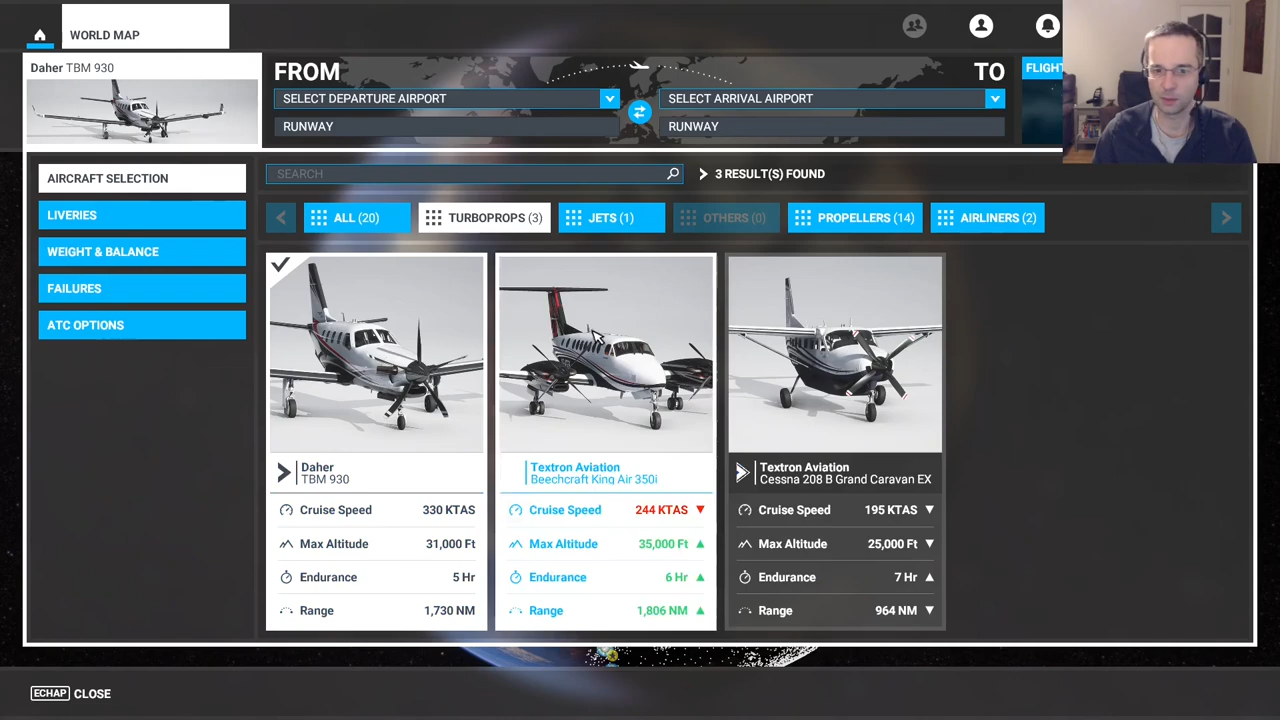 WORLD MAP
Daher TBM 930
FROM
TO
FLIGHT
SELECT DEPARTURE AIRPORT
SELECT ARRIVAL AIRPORT
RUNWAY
RUNWAY
AIRCRAFT SELECTION
LIVERIES
WEIGHT & BALANCE
FAILURES
ATC OPTIONS
SEARCH
3 RESULT(S) FOUND
ALL (20)
TURBOPROPS (3)
JETS (1)
OTHERS (0)
PROPELLERS (14)
AIRLINERS (2)
Daher
TBM 930
Cruise Speed 330 KTAS
Max Altitude 31,000 Ft
Endurance 5 Hr
Range 1,730 NM
Textron Aviation
Beechcraft King Air 350i
Cruise Speed 244 KTAS
Max Altitude 35,000 Ft
Endurance 6 Hr
Range 1,806 NM
Textron Aviation
Cessna 208 B Grand Caravan EX
Cruise Speed 195 KTAS
Max Altitude 25,000 Ft
Endurance 7 Hr
Range 964 NM
ECHAP CLOSE